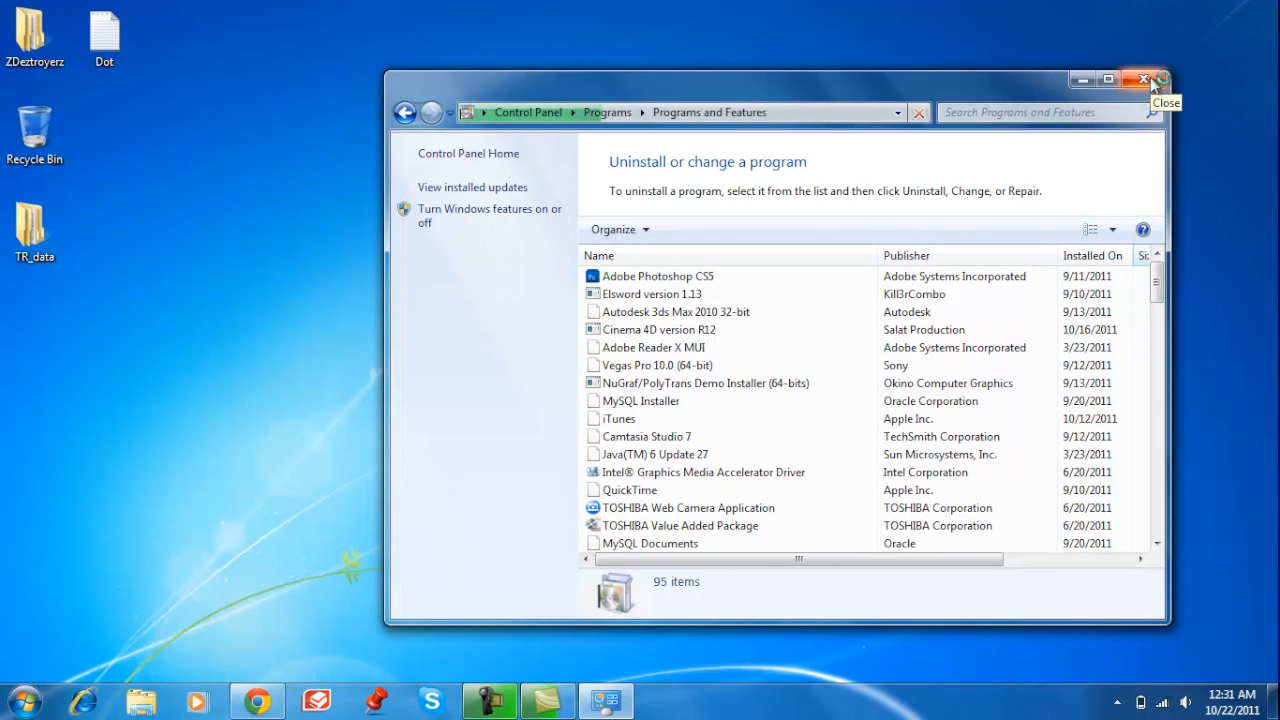 ZDeztroyerz
Dot
Recycle Bin
TR_data
Close
Control Panel Programs Programs and Features
Search Programs and Features
Control Panel Home
View installed updates
Turn Windows features on or
off
Uninstall or change a program
To uninstall a program, select it from the list and then click Uninstall, Change, or Repair.
Organize
Name Publisher Installed On Si
Adobe Photoshop CS5 Adobe Systems Incorporated 9/11/2011
Elsword version 1.13 Kill3rCombo 9/10/2011
Autodesk 3ds Max 2010 32-bit Autodesk 9/13/2011
Cinema 4D version R12 Salat Production 10/16/2011
Adobe Reader X MUI Adobe Systems Incorporated 3/23/2011
Vegas Pro 10.0 (64-bit) Sony 9/12/2011
NuGraf/PolyTrans Demo Installer (64-bits) Okino Computer Graphics 9/13/2011
MySQL Installer Oracle Corporation 9/20/2011
iTunes Apple Inc. 10/12/2011
Camtasia Studio 7 TechSmith Corporation 9/12/2011
Java(TM) 6 Update 27 Sun Microsystems, Inc. 3/23/2011
Intel® Graphics Media Accelerator Driver Intel Corporation 6/20/2011
QuickTime Apple Inc. 9/10/2011
TOSHIBA Web Camera Application TOSHIBA Corporation 6/20/2011
TOSHIBA Value Added Package TOSHIBA Corporation 6/20/2011
MySQL Documents Oracle 9/20/2011
95 items
12:31 AM
10/22/2011